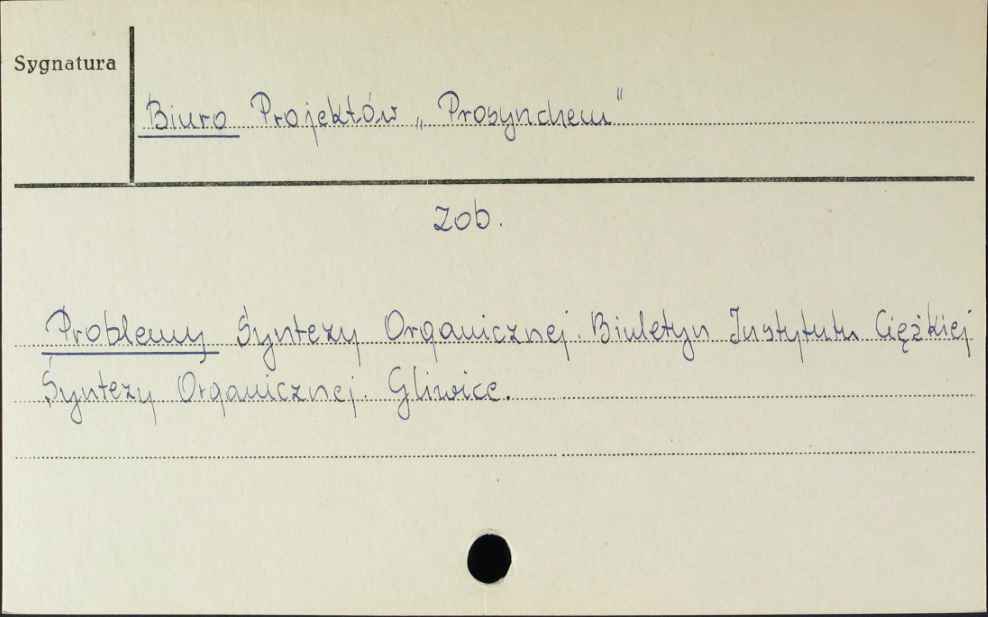 Sygnatura
Biuro Projektów „Prosynchem"
Zob.
Problemy Syntezy Organicznej. Biuletyn Instytutu Ciężkiej
Syntezy Organicznej. Gliwice.